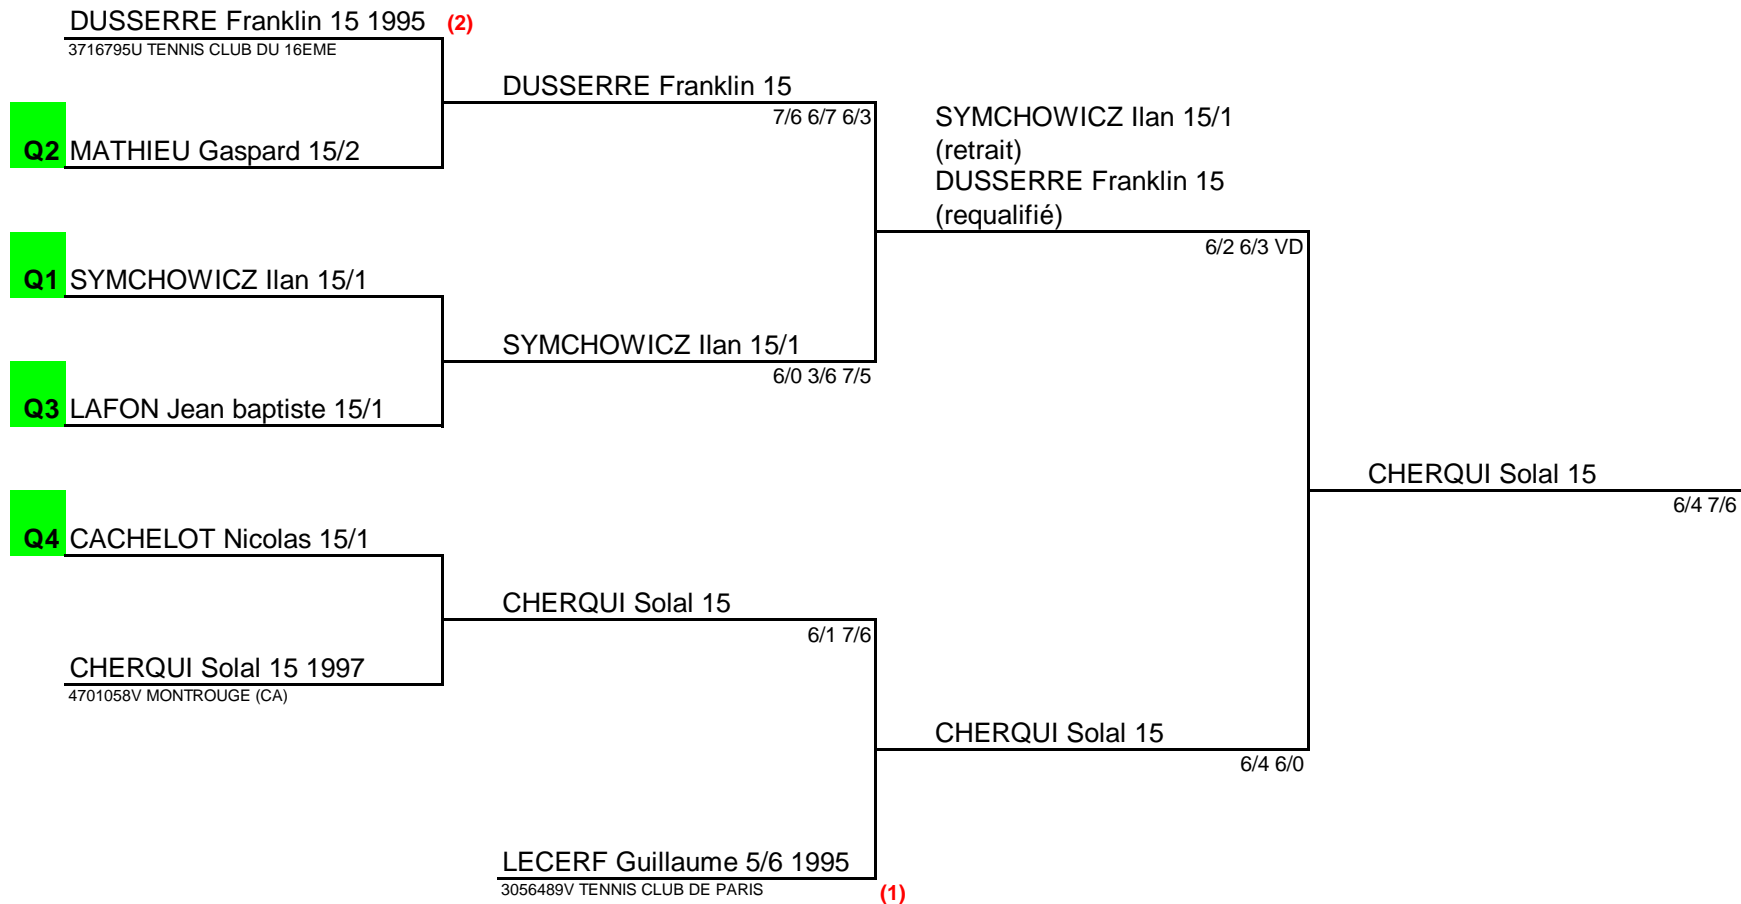 DUSSERRE Franklin 15 1995 (2)
3716795U TENNIS CLUB DU 16EME
DUSSERRE Franklin 15
7/6 6/7 6/3
Q2 MATHIEU Gaspard 15/2
SYMCHOWICZ Ilan 15/1
(retrait)
DUSSERRE Franklin 15
(requalifié)
6/2 6/3 VD
Q1 SYMCHOWICZ Ilan 15/1
SYMCHOWICZ Ilan 15/1
6/0 3/6 7/5
Q3 LAFON Jean baptiste 15/1
CHERQUI Solal 15
6/4 7/6
Q4 CACHELOT Nicolas 15/1
CHERQUI Solal 15
6/1 7/6
CHERQUI Solal 15 1997
4701058V MONTROUGE (CA)
CHERQUI Solal 15
6/4 6/0
LECERF Guillaume 5/6 1995
3056489V TENNIS CLUB DE PARIS (1)